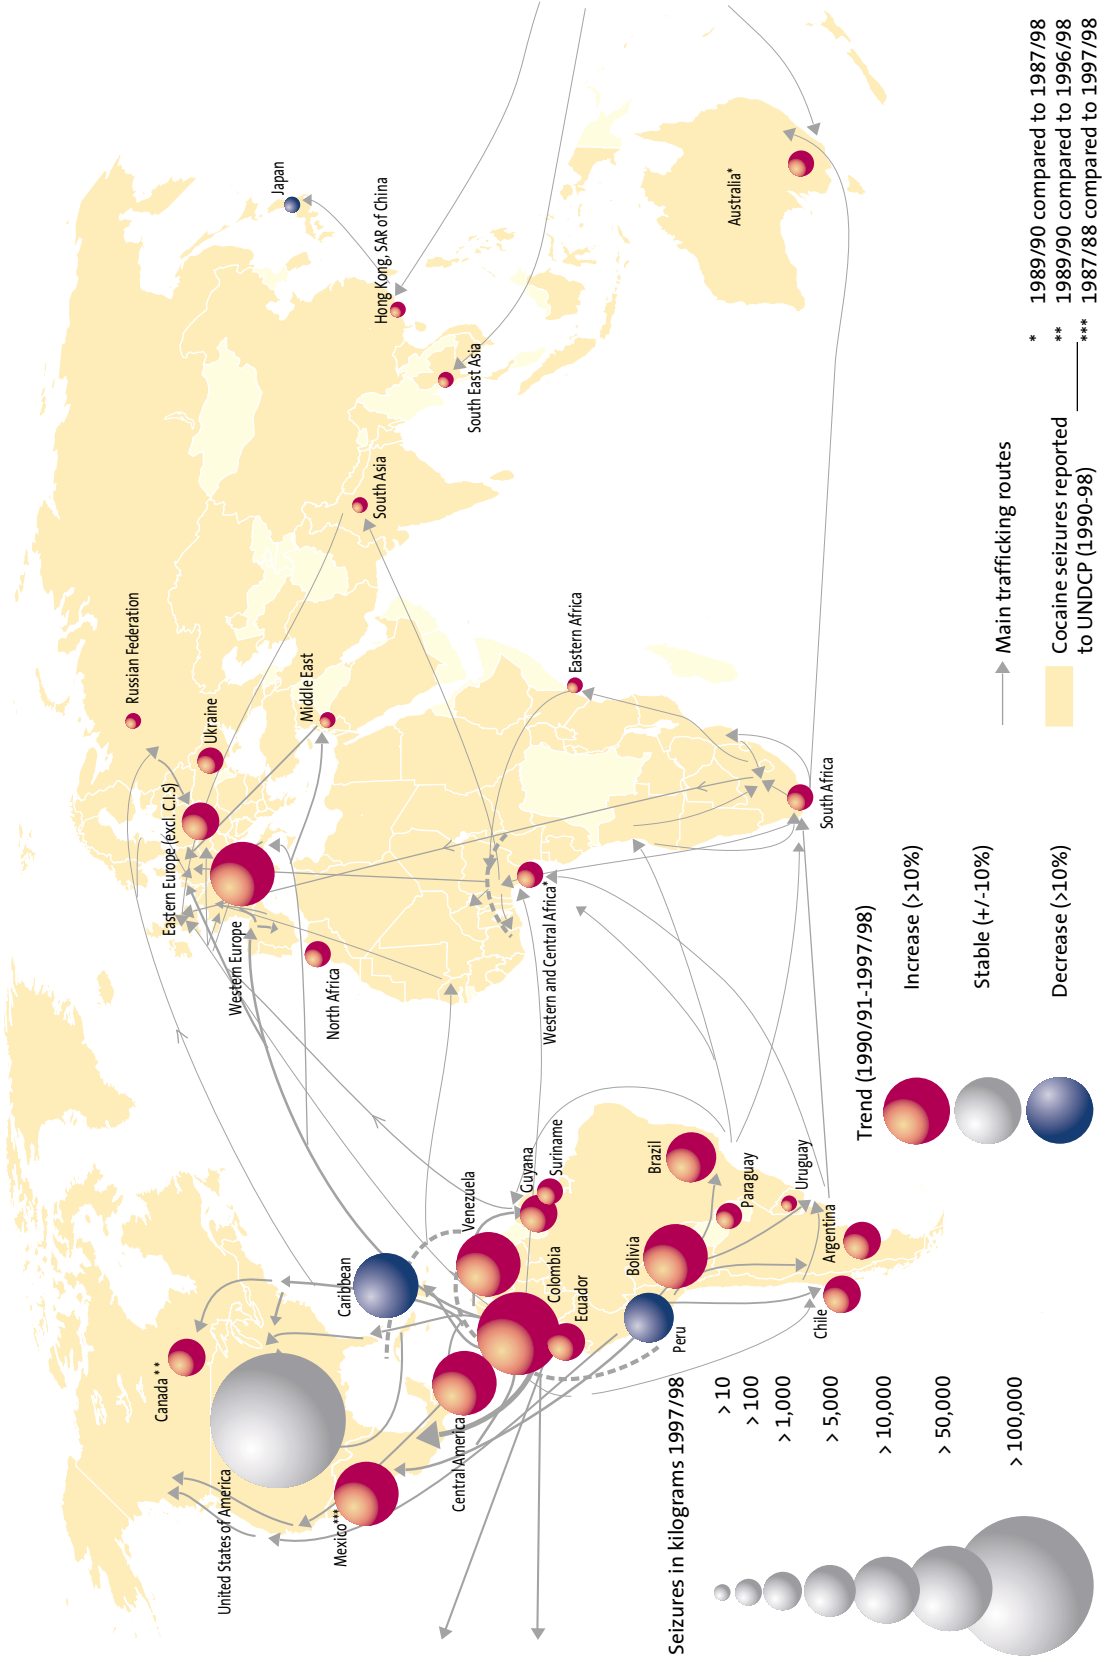 Canada **
United States of America
Mexico***
Central America
Caribbean
Venezuela
Guyana
Suriname
Colombia
Ecuador
Peru
Bolivia
Brazil
Paraguay
Uruguay
Argentina
Chile
Western Europe
Eastern Europe (excl. C.I.S)
Ukraine
Russian Federation
North Africa
Middle East
Western and Central Africa*
Eastern Africa
South Africa
South Asia
South East Asia
Hong Kong, SAR of China
Japan
Australia*
Seizures in kilograms 1997/98
> 10
> 100
> 1,000
> 5,000
> 10,000
> 50,000
> 100,000
Trend (1990/91-1997/98)
Increase (>10%)
Stable (+/-10%)
Decrease (>10%)
Main trafficking routes
Cocaine seizures reported
to UNDCP (1990-98)
* 1989/90 compared to 1987/98
** 1989/90 compared to 1996/98
*** 1987/88 compared to 1997/98